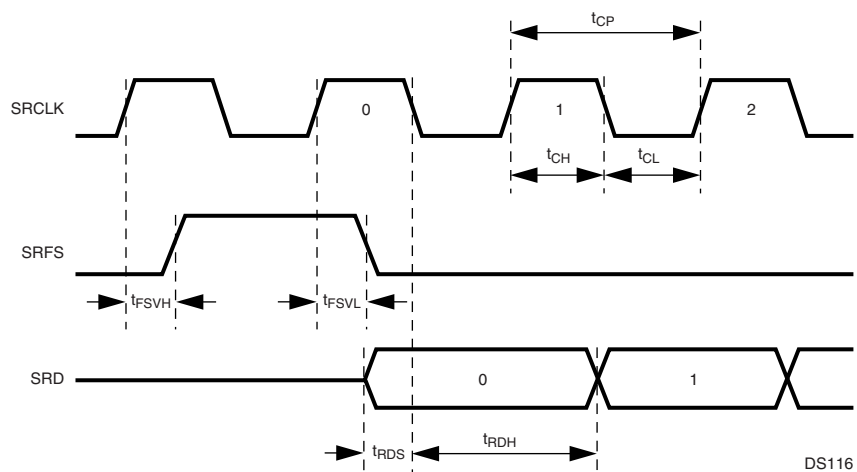 tCP
SRCLK
0
1
2
tCH
tCL
SRFS
tFSVH
tFSVL
SRD
0
1
tRDS
tRDH
DS116